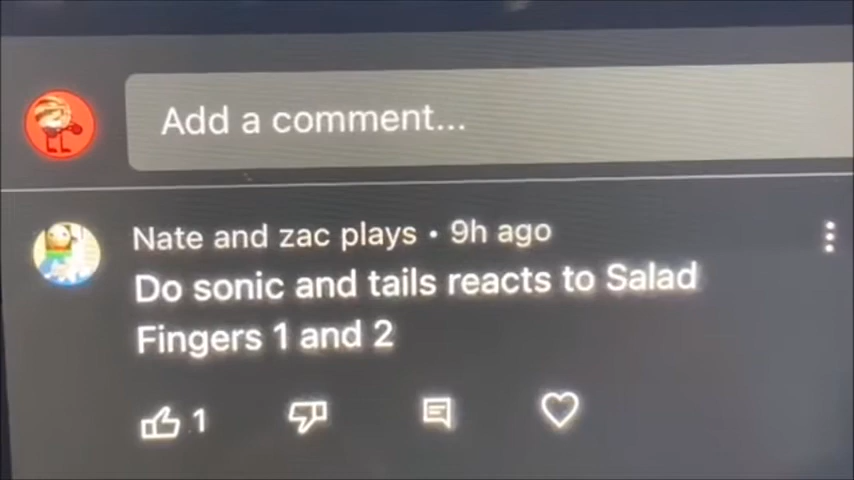 Add a comment...
Nate and zac plays • 9h ago
Do sonic and tails reacts to Salad
Fingers 1 and 2
1